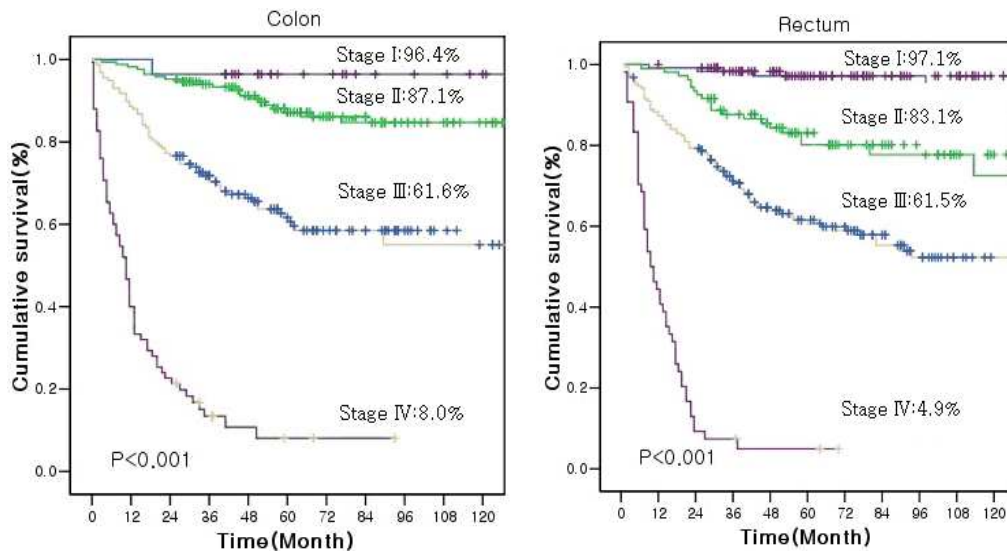 Colon
Cumulative survival(%)
1.0
0.8
0.6
0.4
0.2
0.0
Stage Ⅰ:96.4%
Stage Ⅱ:87.1%
Stage Ⅲ:61.6%
Stage Ⅳ:8.0%
P<0.001
0 12 24 36 48 60 72 84 96 108 120
Time(Month)
Rectum
Cumulative survival(%)
1.0
0.8
0.6
0.4
0.2
0.0
Stage Ⅰ:97.1%
Stage Ⅱ:83.1%
Stage Ⅲ:61.5%
Stage Ⅳ:4.9%
P<0.001
0 12 24 36 48 60 72 84 96 108 120
Time(Month)